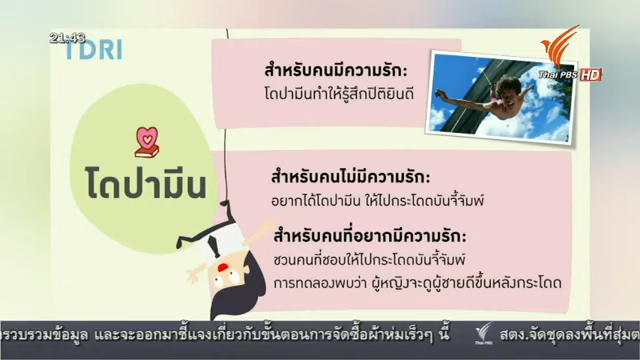 21:43
TDRI
Thai PBS HD
สำหรับคนมีความรัก:
โดปามีนทำให้รู้สึกปิติยินดี
โดปามีน
สำหรับคนไม่มีความรัก:
อยากได้โดปามีน ให้ไปกระโดดบันจี้จัมพ์
สำหรับคนที่อยากมีความรัก:
ชวนคนที่ชอบให้ไปกระโดดบันจี้จัมพ์
การทดลองพบว่า ผู้หญิงจะดูผู้ชายดีขึ้นหลังกระโดด
รวบรวมข้อมูล และจะออกมาชี้แจงเกี่ยวกับขั้นตอนการจัดซื้อผ้าห่มเร็วๆ นี้ Thai PBS สตง.จัดชุดลงพื้นที่สุ่มต